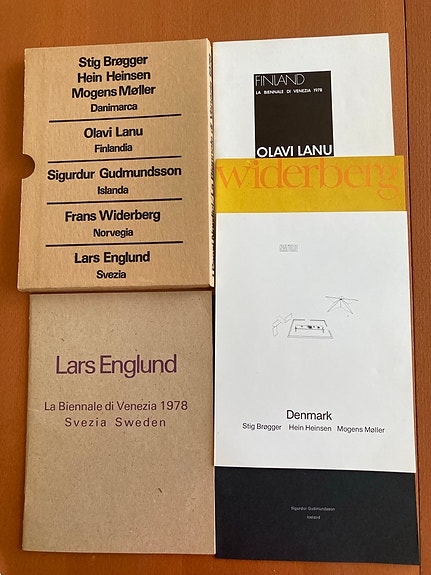 Stig Brøgger
Hein Heinsen
Mogens Møller
Danimarca
Olavi Lanu
Finlandia
Sigurdur Gudmundsson
Islanda
Frans Widerberg
Norvegia
Lars Englund
Svezia
FINLAND
LA BIENNALE DI VENEZIA 1978
OLAVI LANU
widerberg
Lars Englund
La Biennale di Venezia 1978
Svezia Sweden
Denmark
Stig Brøgger Hein Heinsen Mogens Møller
Sigurdur Gudmundsson
Iceland